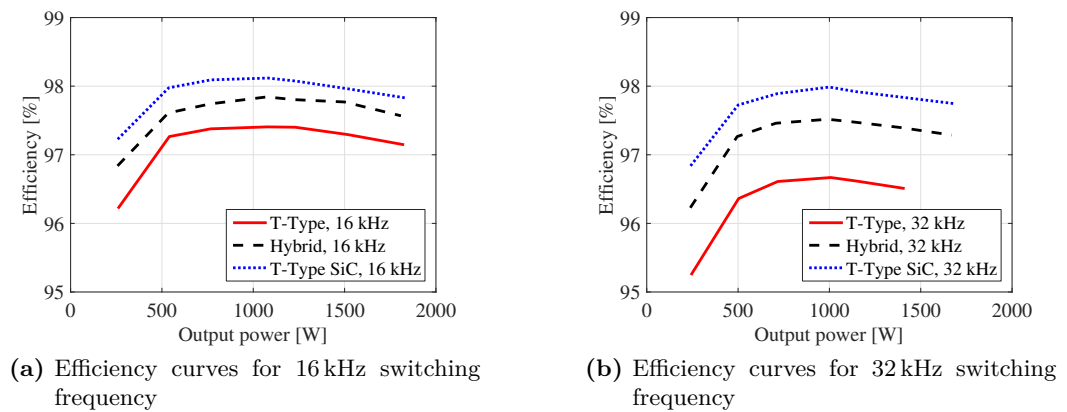 99
98
97
96
95
Efficiency [%]
T-Type, 16 kHz
Hybrid, 16 kHz
T-Type SiC, 16 kHz
0 500 1000 1500 2000
Output power [W]
(a) Efficiency curves for 16 kHz switching
frequency
99
98
97
96
95
Efficiency [%]
T-Type, 32 kHz
Hybrid, 32 kHz
T-Type SiC, 32 kHz
0 500 1000 1500 2000
Output power [W]
(b) Efficiency curves for 32 kHz switching
frequency